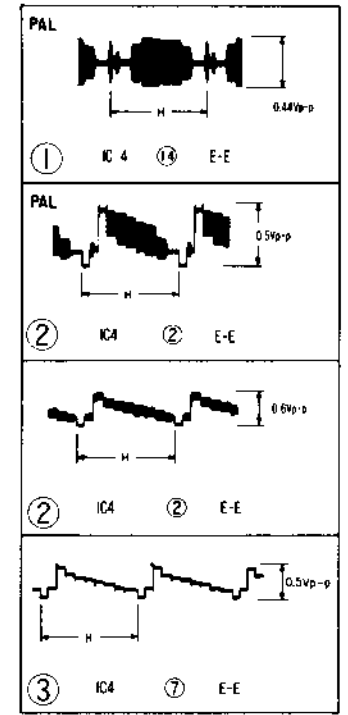 PAL
0.44Vp-p
H
① IC 4 ⑭ E-E
PAL
0.5Vp-p
H
② IC4 ② E-E
0.6Vp-p
H
② IC4 ② E-E
0.5Vp-p
H
③ IC4 ⑦ E-E